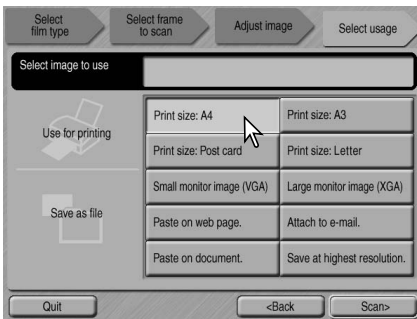 Select
film type
Select frame
to scan
Adjust image
Select usage
Select image to use
Use for printing
Save as file
Print size: A4
Print size: A3
Print size: Post card
Print size: Letter
Small monitor image (VGA)
Large monitor image (XGA)
Paste on web page.
Attach to e-mail.
Paste on document.
Save at highest resolution.
Quit
<Back
Scan>